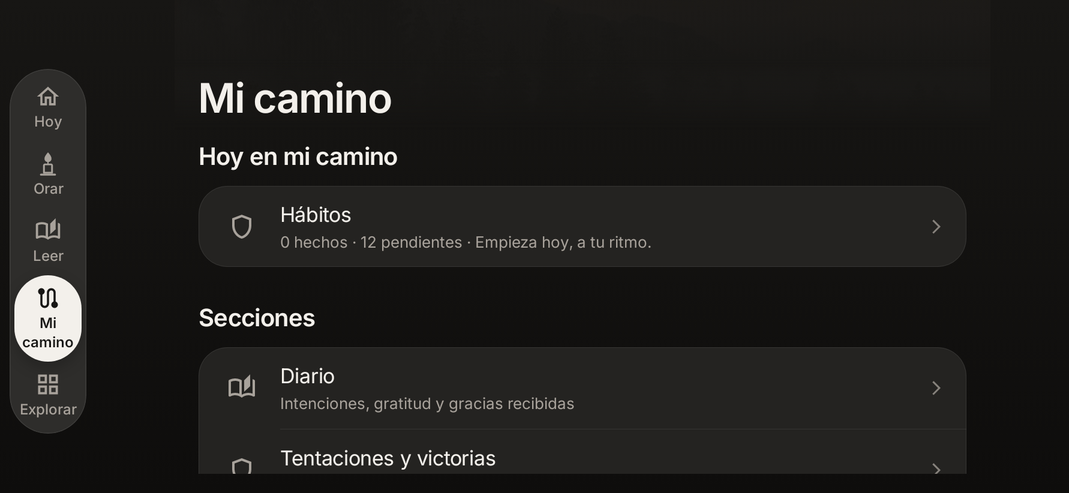 Hoy
Orar
Leer
Mi
camino
Explorar
Mi camino
Hoy en mi camino
Hábitos
0 hechos · 12 pendientes · Empieza hoy, a tu ritmo.
Secciones
Diario
Intenciones, gratitud y gracias recibidas
Tentaciones y victorias